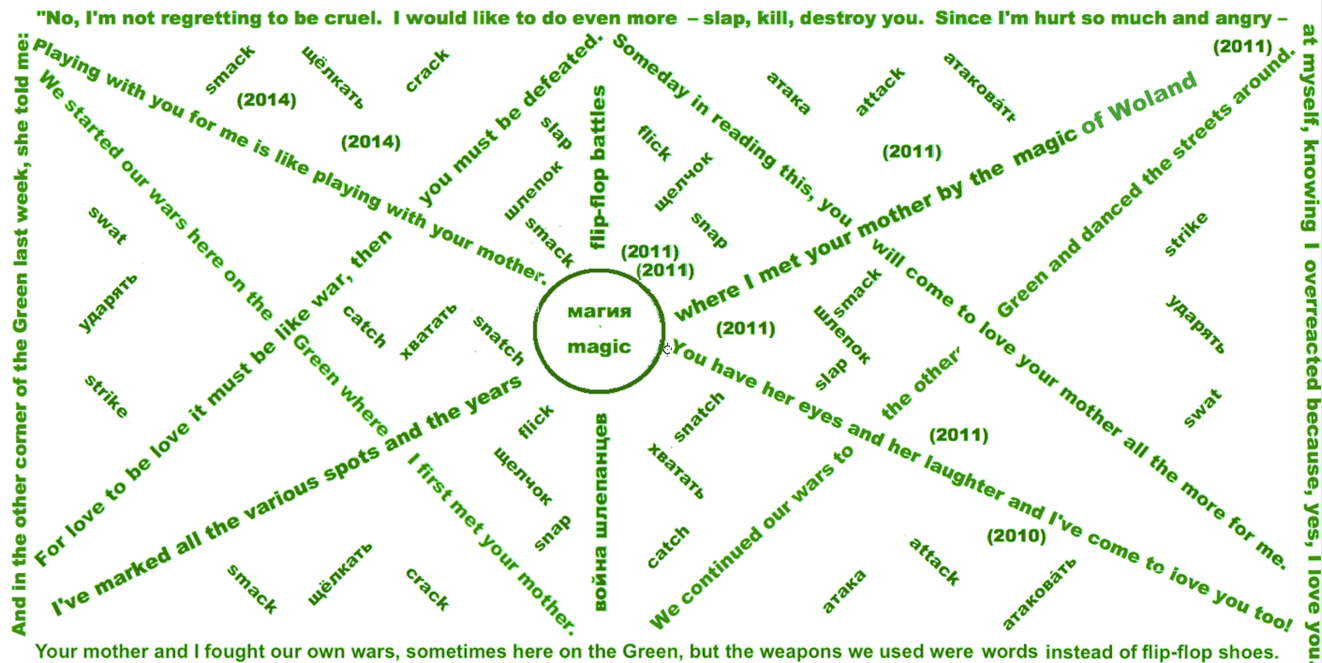 "No, I'm not regretting to be cruel. I would like to do even more – slap, kill, destroy you. Since I'm hurt so much and angry –
at myself, knowing I overreacted because, yes, I love you.
And in the other corner of the Green last week, she told me:
Playing with you for me is like playing with your mother.
We started our wars here on the Green where I first met your mother.
For love to be love it must be like war, then you must be defeated.
I've marked all the various spots and the years
where I met your mother by the magic of Woland
Someday in reading this, you will come to love your mother all the more for me.
You have her eyes and her laughter and I've come to love you too!
We continued our wars to the other Green and danced the streets around.
smack
щёлкать
crack
(2014)
(2014)
slap
шлепок
smack
flip-flop battles
flick
щелчок
snap
(2011)
(2011)
атака
attack
атакова́ть
(2011)
(2011)
swat
ударять
strike
catch
хватать
snatch
магия
magic
(2011)
smack
шлепок
slap
strike
ударять
swat
flick
щелчок
snap
война шлепанцев
snatch
хватать
catch
(2011)
(2010)
smack
щёлкать
crack
атака
attack
атакова́ть
Your mother and I fought our own wars, sometimes here on the Green, but the weapons we used were words instead of flip-flop shoes.